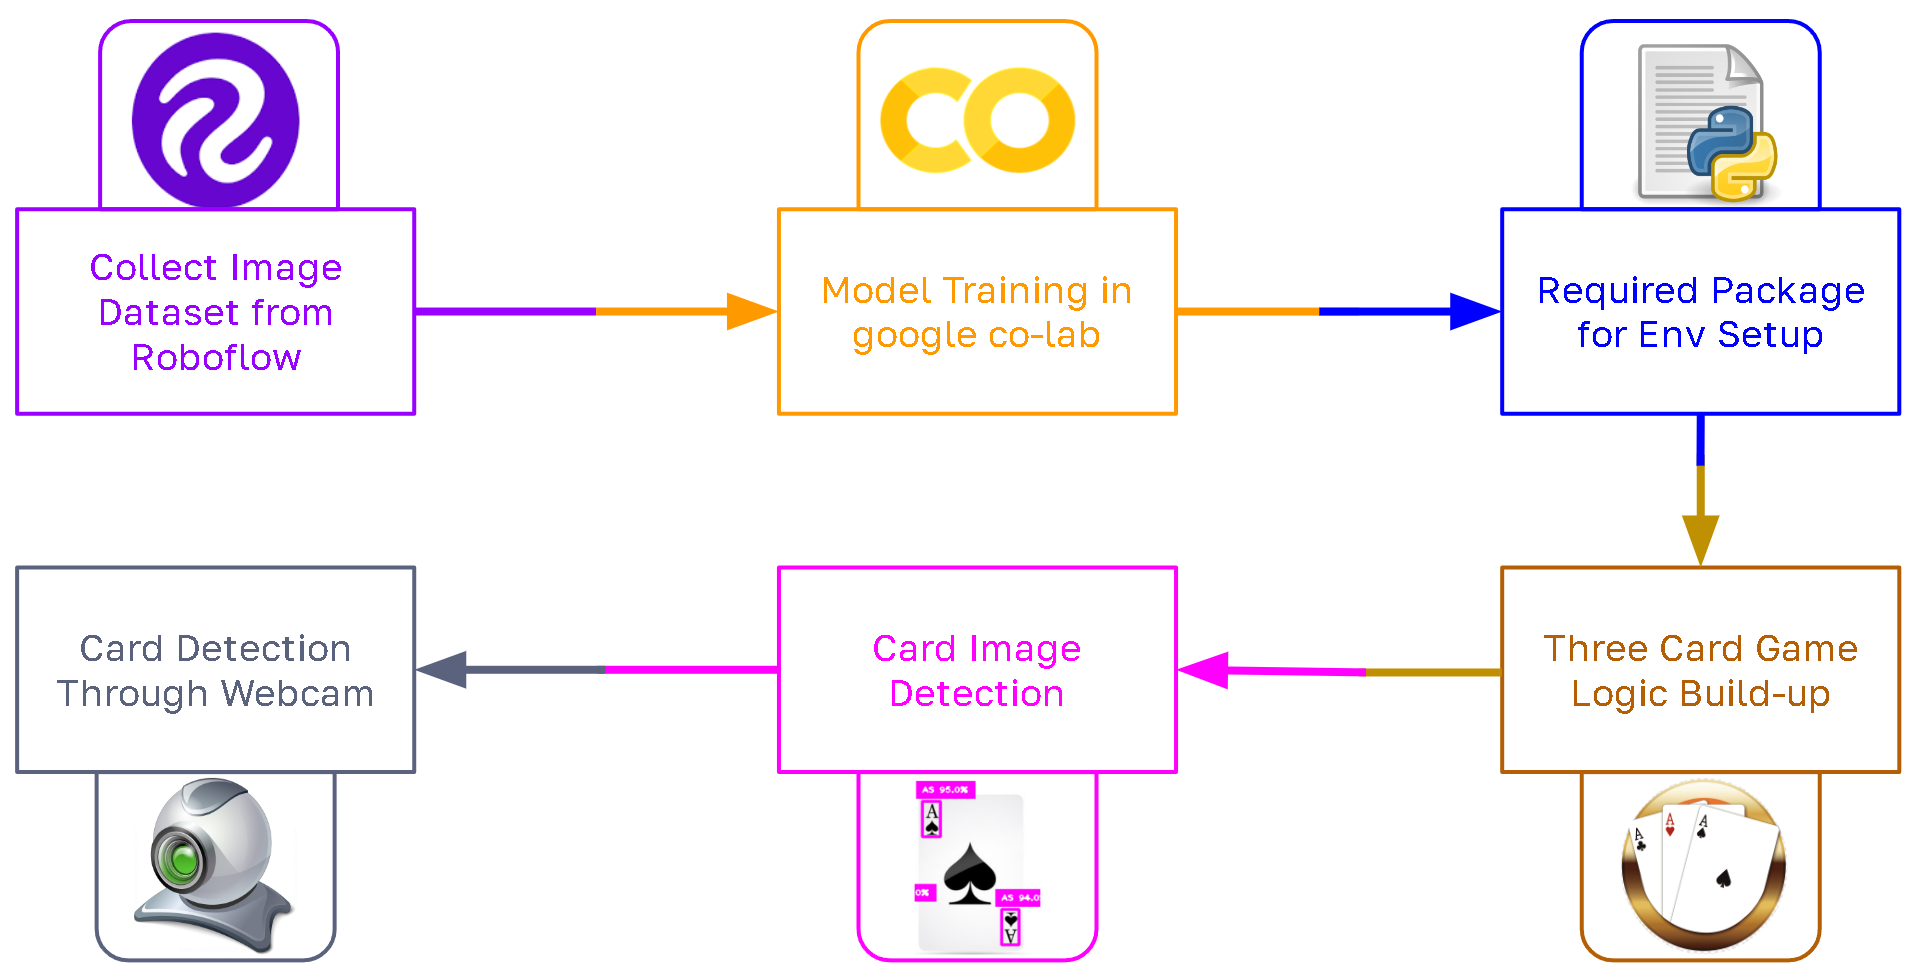 Collect Image
Dataset from
Roboflow
Model Training in
google co-lab
Required Package
for Env Setup
Card Detection
Through Webcam
Card Image
Detection
Three Card Game
Logic Build-up
AS 95.0%
A
0%
AS 94.0
A
A
A
A